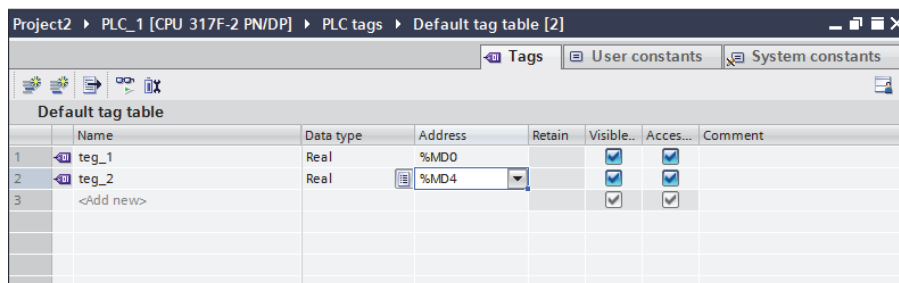 Project2 ▸ PLC_1 [CPU 317F-2 PN/DP] ▸ PLC tags ▸ Default tag table [2]
Tags User constants System constants
Default tag table
Name Data type Address Retain Visible.. Acces... Comment
1 teg_1 Real %MD0
2 teg_2 Real %MD4
3 <Add new>